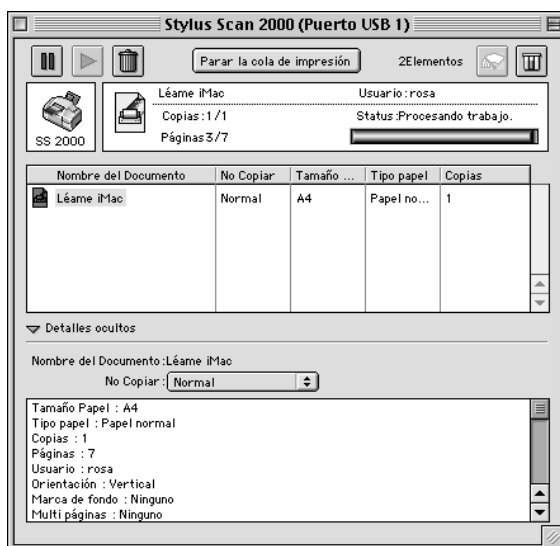 Stylus Scan 2000 (Puerto USB 1)
Parar la cola de impresión
2Elementos
SS 2000
Léame iMac
Usuario:rosa
Copias:1/1
Status:Procesando trabajo.
Páginas3/7
Nombre del Documento No Copiar Tamaño ... Tipo papel Copias
Léame iMac Normal A4 Papel no... 1
Detalles ocultos
Nombre del Documento:Léame iMac
No Copiar: Normal
Tamaño Papel : A4
Tipo papel : Papel normal
Copias : 1
Páginas : 7
Usuario : rosa
Orientación : Vertical
Marca de fondo : Ninguno
Multi páginas : Ninguno